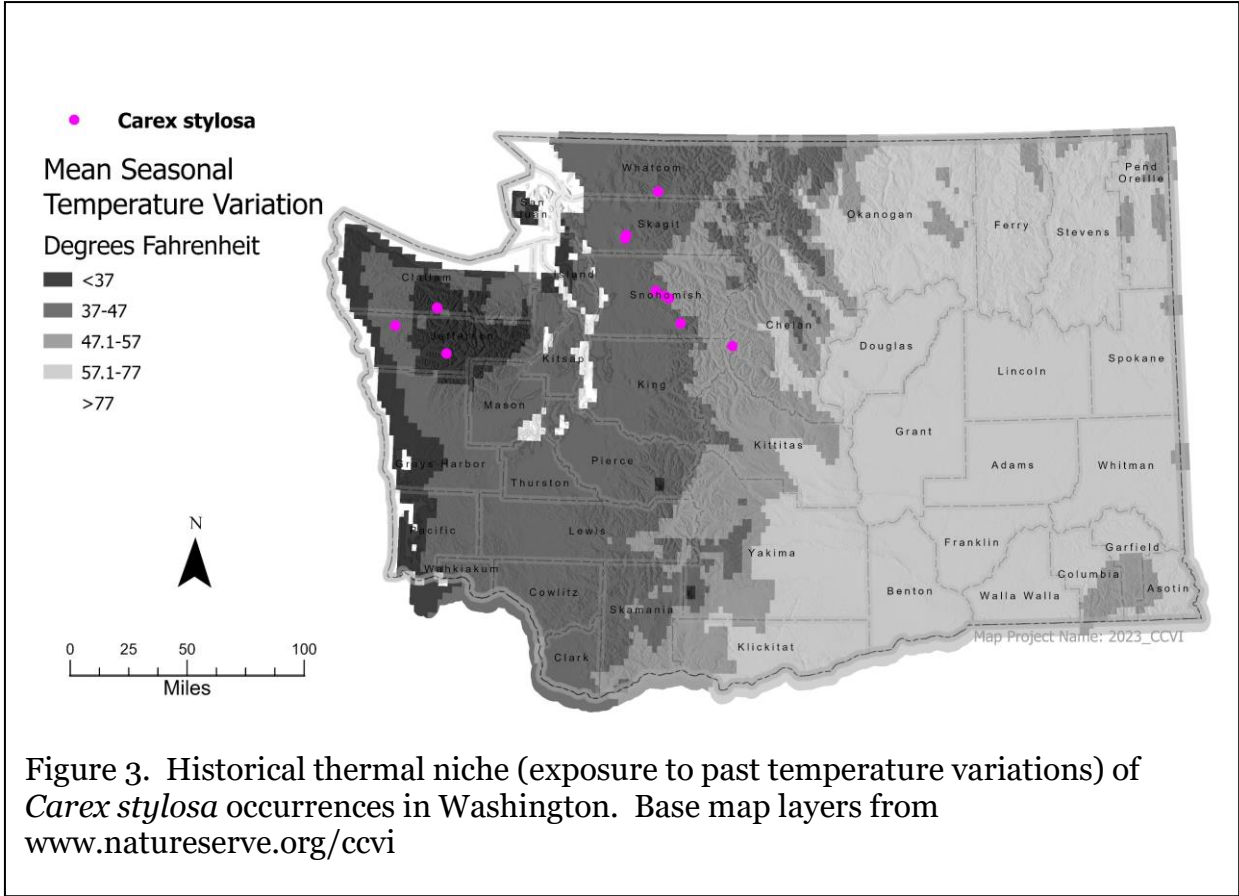 Carex stylosa
Mean Seasonal
Temperature Variation
Degrees Fahrenheit
<37
37-47
47.1-57
57.1-77
>77
N
0 50 100
Miles
Whatcom
San
Juan
Skagit
Okanogan
Ferry
Stevens
Pend
Oreille
Clallam
Island
Snohomish
Jefferson
Chelan
Kitsap
Douglas
Lincoln
Spokane
King
Mason
Grant
Kittitas
Grays Harbor
Pierce
Adams
Whitman
Thurston
Pacific
Lewis
Yakima
Franklin
Garfield
Wahkiakum
Columbia
Asotin
Cowlitz
Skamania
Benton
Walla Walla
Klickitat
Clark
Map Project Name: 2023_CCVI
Figure 3. Historical thermal niche (exposure to past temperature variations) of
Carex stylosa occurrences in Washington. Base map layers from
www.natureserve.org/ccvi